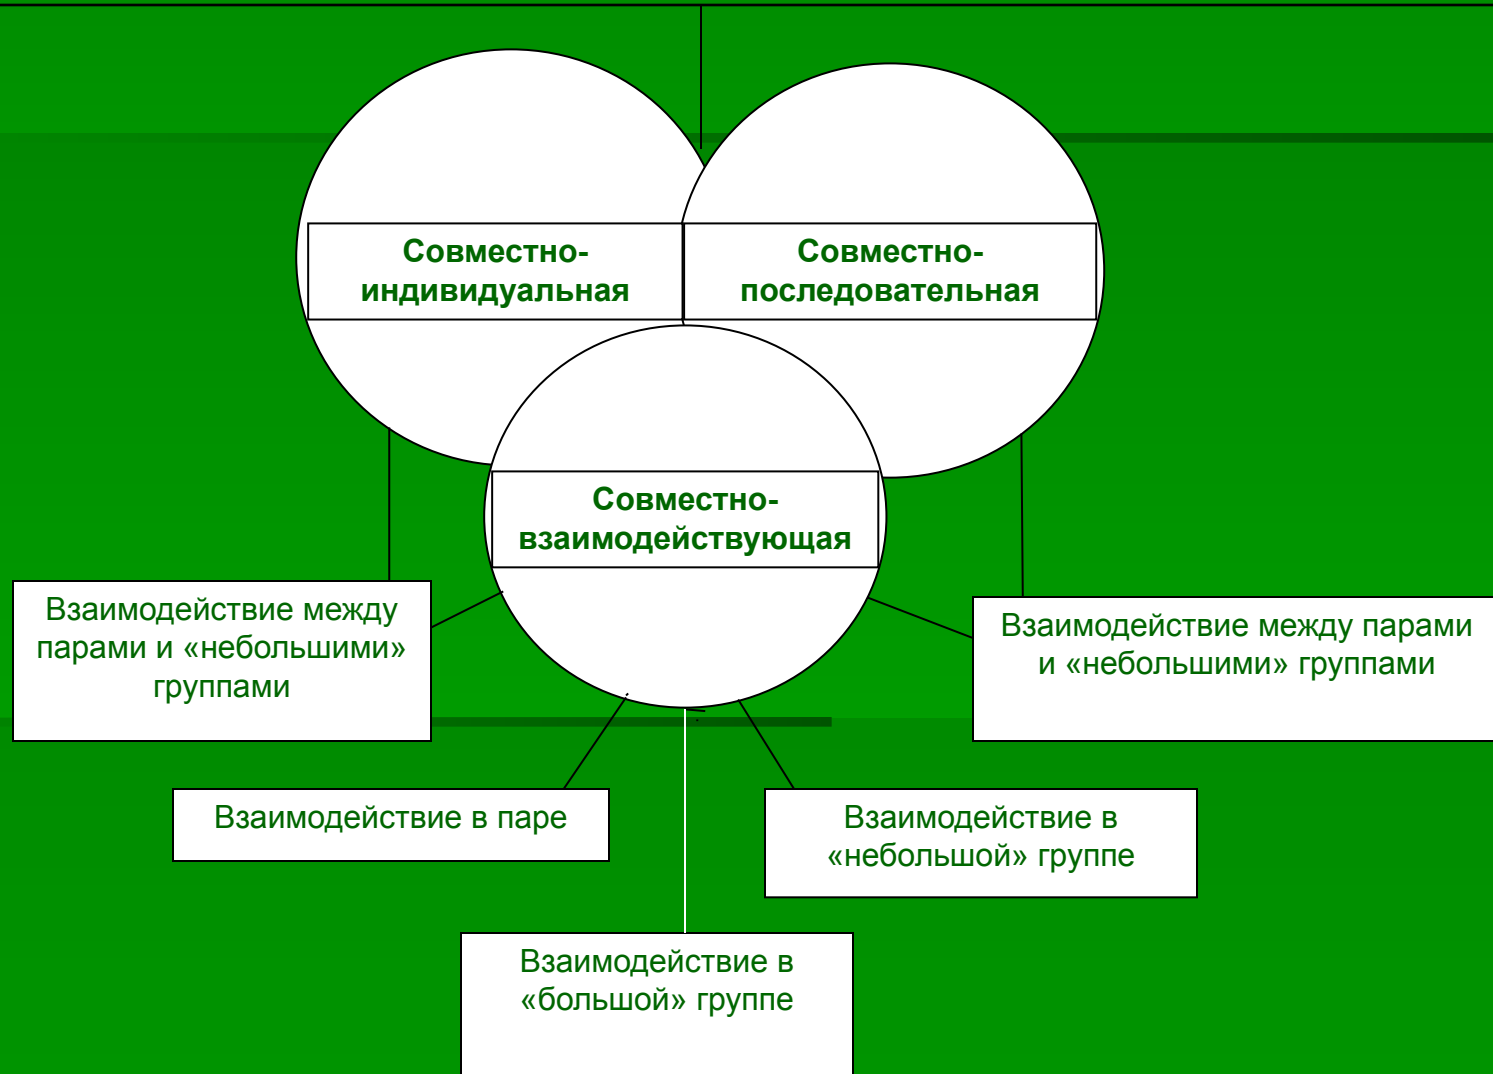 Совместно-
индивидуальная
Совместно-
последовательная
Совместно-
взаимодействующая
Взаимодействие между
парами и «небольшими»
группами
Взаимодействие между парами
и «небольшими» группами
Взаимодействие в паре
Взаимодействие в
«небольшой» группе
Взаимодействие в
«большой» группе